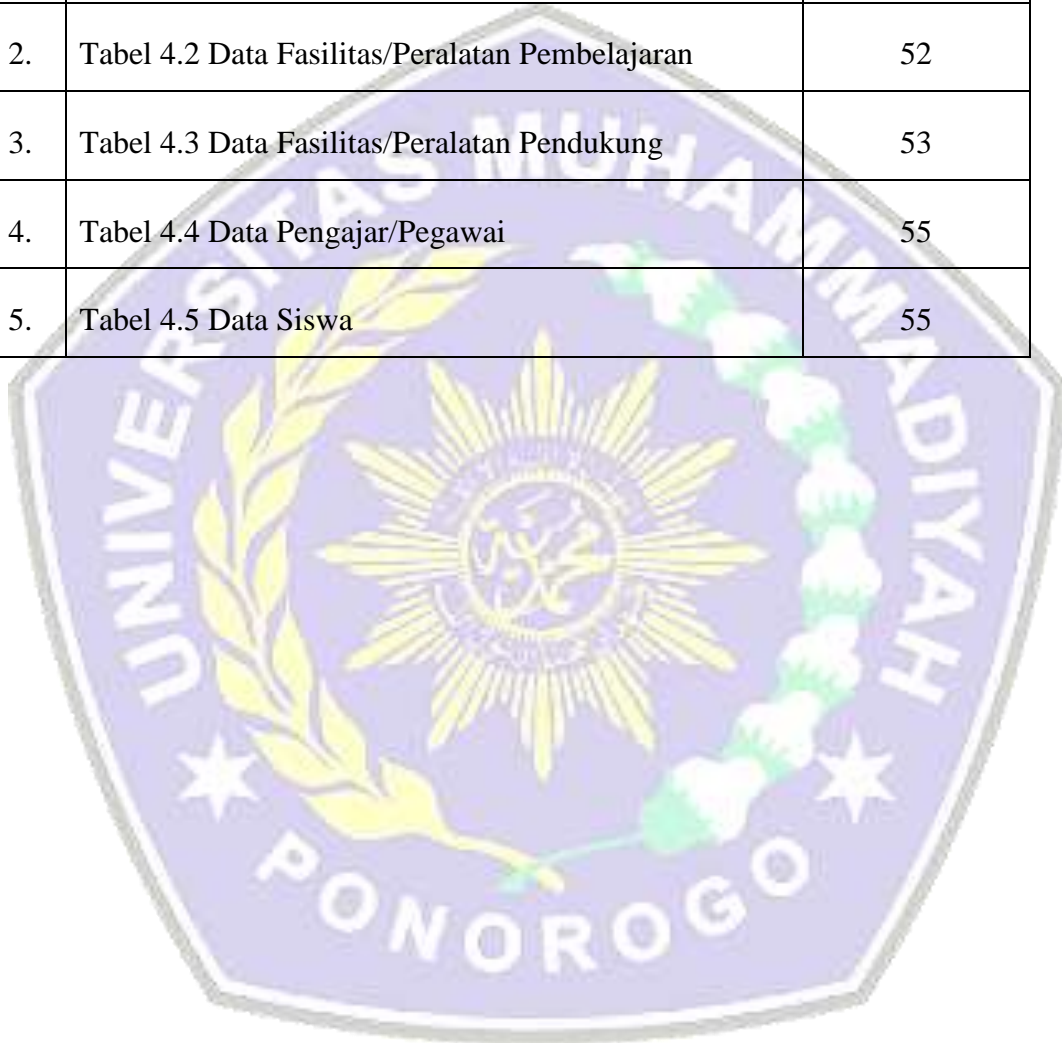 2. Tabel 4.2 Data Fasilitas/Peralatan Pembelajaran 52
3. Tabel 4.3 Data Fasilitas/Peralatan Pendukung 53
4. Tabel 4.4 Data Pengajar/Pegawai 55
5. Tabel 4.5 Data Siswa 55
UNIVERSITAS MUHAMMADIYAH
PONOROGO